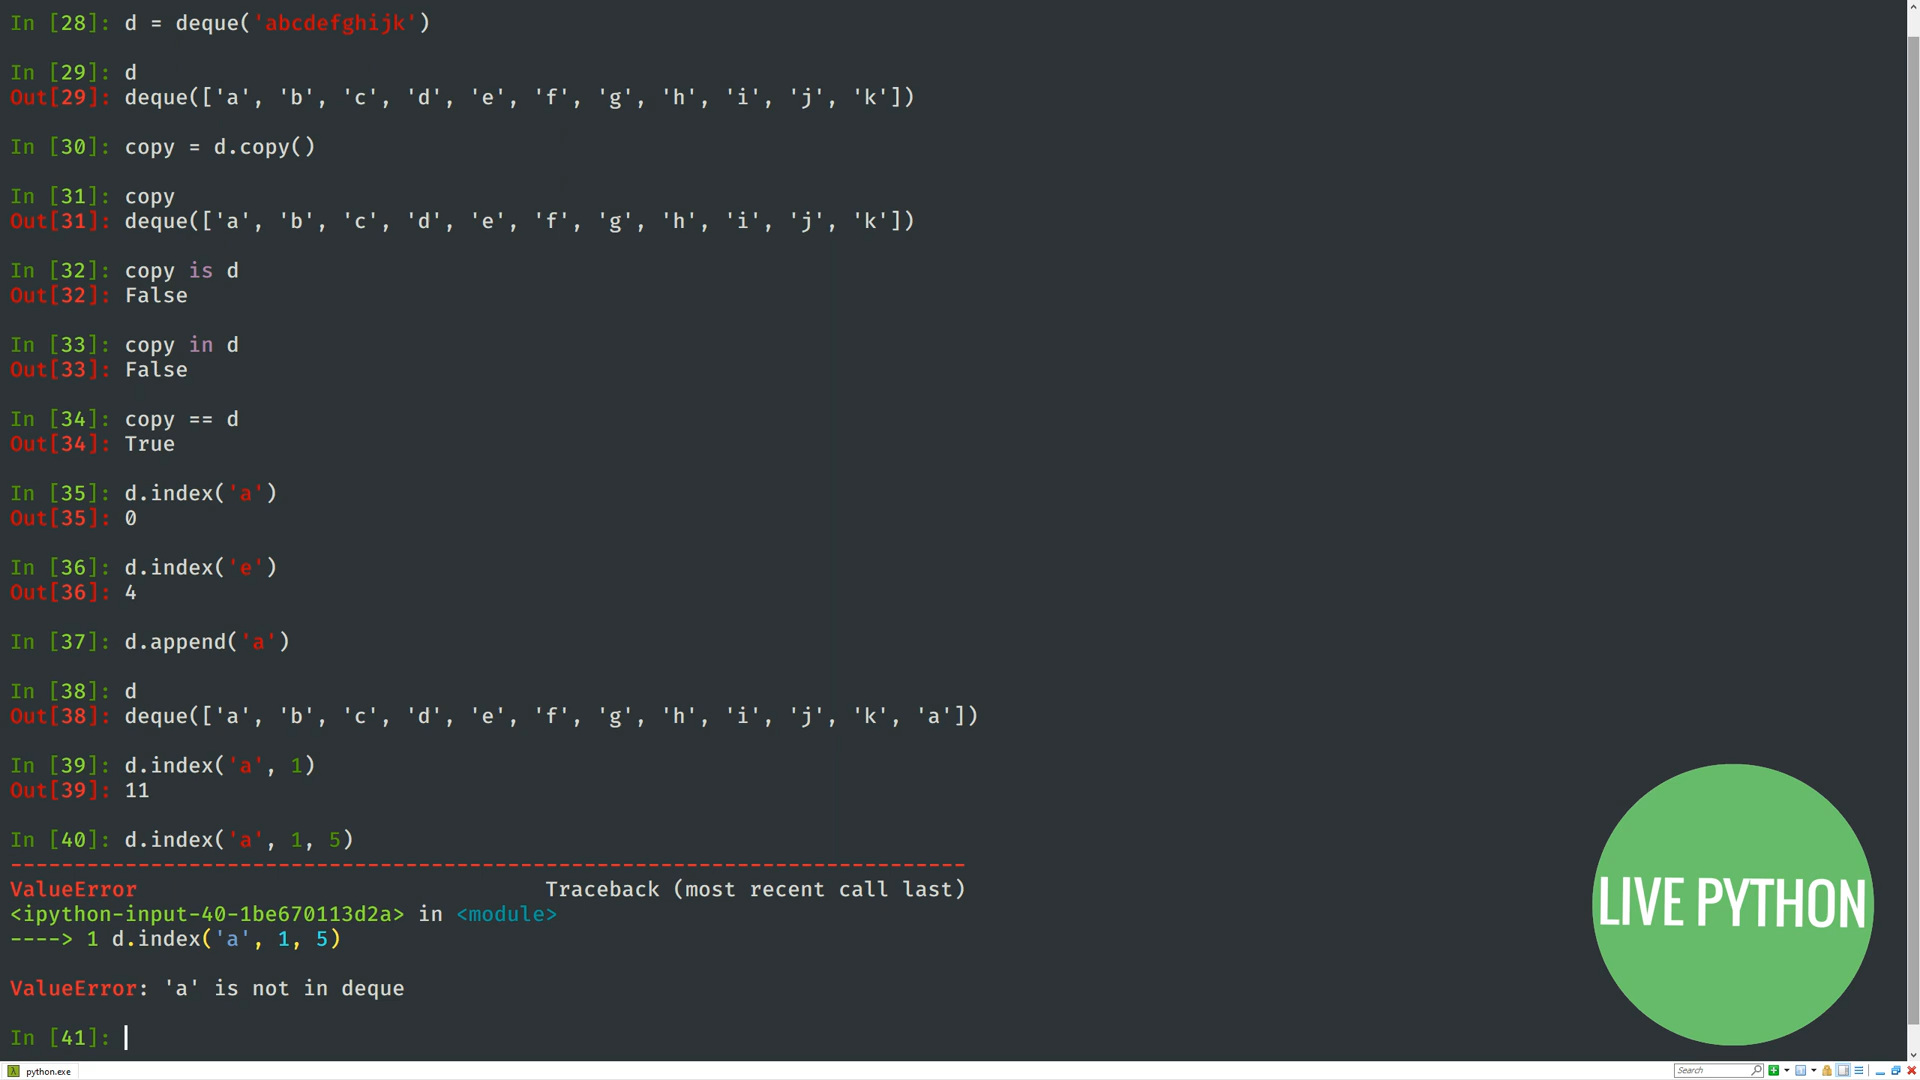 In [28]: d = deque('abcdefghijk')
In [29]: d
Out[29]: deque(['a', 'b', 'c', 'd', 'e', 'f', 'g', 'h', 'i', 'j', 'k'])
In [30]: copy = d.copy()
In [31]: copy
Out[31]: deque(['a', 'b', 'c', 'd', 'e', 'f', 'g', 'h', 'i', 'j', 'k'])
In [32]: copy is d
Out[32]: False
In [33]: copy in d
Out[33]: False
In [34]: copy == d
Out[34]: True
In [35]: d.index('a')
Out[35]: 0
In [36]: d.index('e')
Out[36]: 4
In [37]: d.append('a')
In [38]: d
Out[38]: deque(['a', 'b', 'c', 'd', 'e', 'f', 'g', 'h', 'i', 'j', 'k', 'a'])
In [39]: d.index('a', 1)
Out[39]: 11
In [40]: d.index('a', 1, 5)
---------------------------------------------------------------------------
ValueError                                Traceback (most recent call last)
<ipython-input-40-1be670113d2a> in <module>
----> 1 d.index('a', 1, 5)
ValueError: 'a' is not in deque
In [41]:
LIVE PYTHON
python.exe
Search